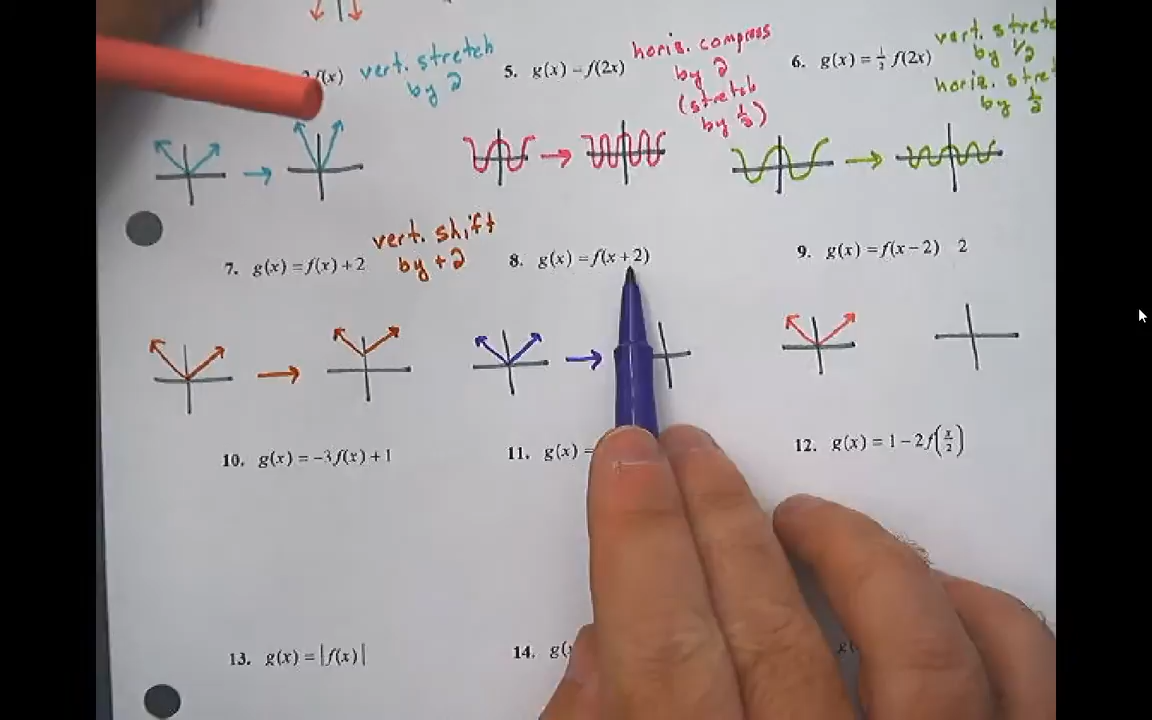 f(x) vert. stretch
by 2
5. g(x) = f(2x) horiz. compress
by 2
(stretch
by 1/2)
6. g(x) = 1/2 f(2x) vert.
by 1/2
horiz.
by 1/2
7. g(x) = f(x) + 2 vert. shift
by +2
8. g(x) = f(x + 2)
9. g(x) = f(x − 2) 2
10. g(x) = −3f(x) + 1
11. g(x) =
12. g(x) = 1 − 2f(x/2)
13. g(x) = |f(x)|
14. g(
g(